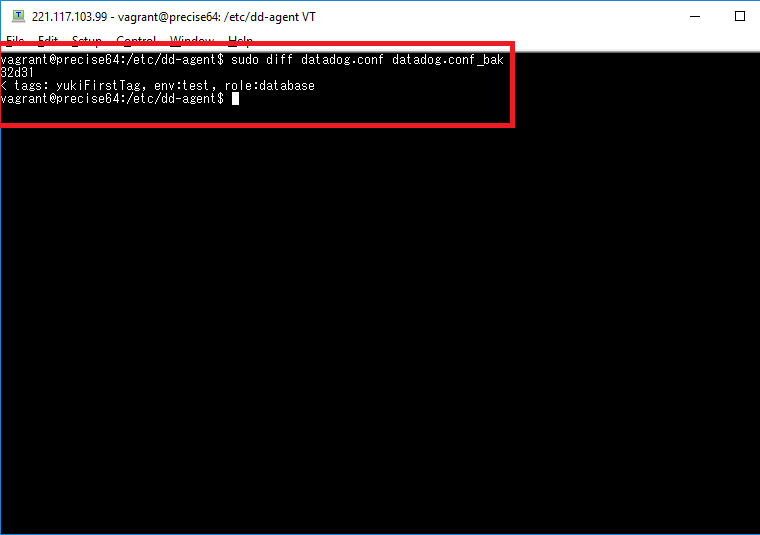 221.117.103.99 - vagrant@precise64: /etc/dd-agent VT
File Edit Setup Control Window Help
vagrant@precise64:/etc/dd-agent$ sudo diff datadog.conf datadog.conf_bak
32d31
< tags: yukiFirstTag, env:test, role:database
vagrant@precise64:/etc/dd-agent$